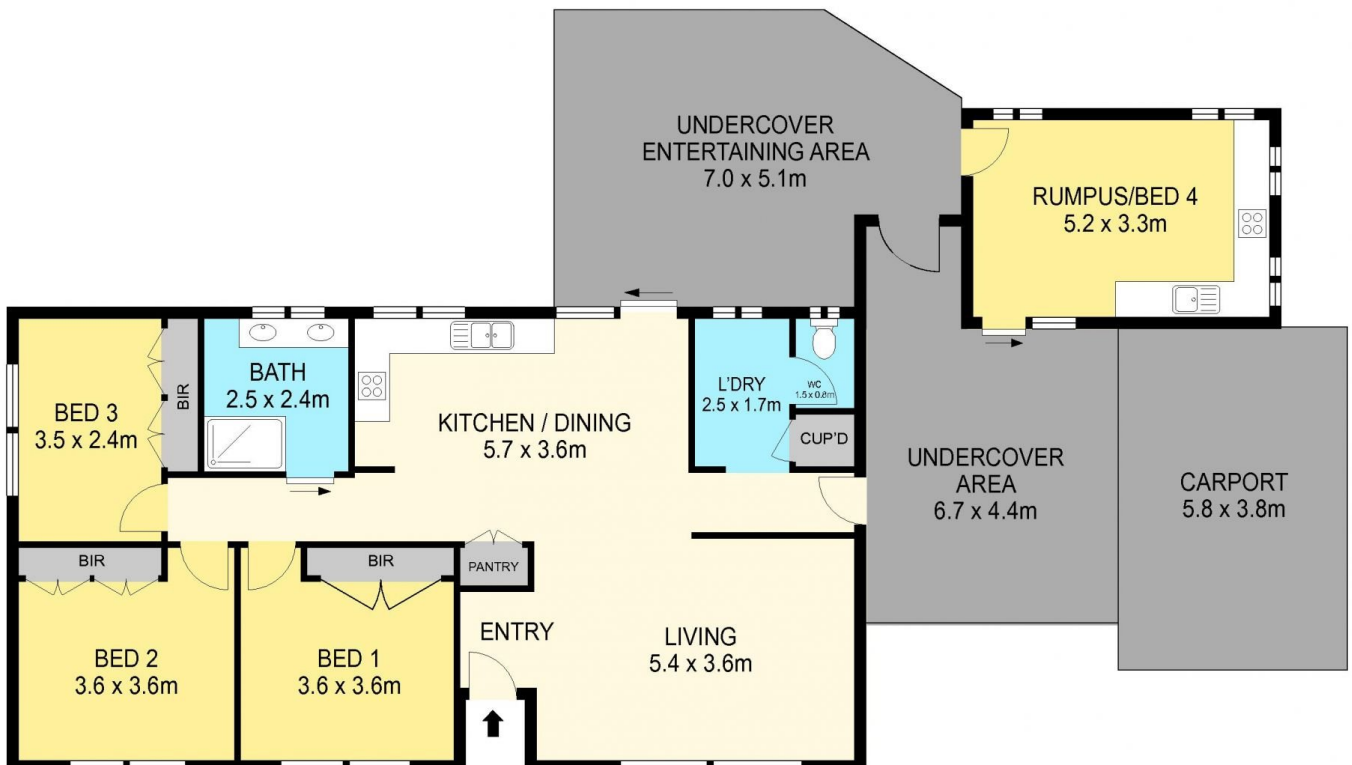 UNDERCOVER
ENTERTAINING AREA
7.0 x 5.1m
RUMPUS/BED 4
5.2 x 3.3m
BED 3
3.5 x 2.4m
BIR
BATH
2.5 x 2.4m
KITCHEN / DINING
5.7 x 3.6m
L'DRY
2.5 x 1.7m
WC
1.5 x 0.8m
CUP'D
UNDERCOVER
AREA
6.7 x 4.4m
CARPORT
5.8 x 3.8m
BIR
BED 2
3.6 x 3.6m
BIR
BED 1
3.6 x 3.6m
PANTRY
ENTRY
LIVING
5.4 x 3.6m